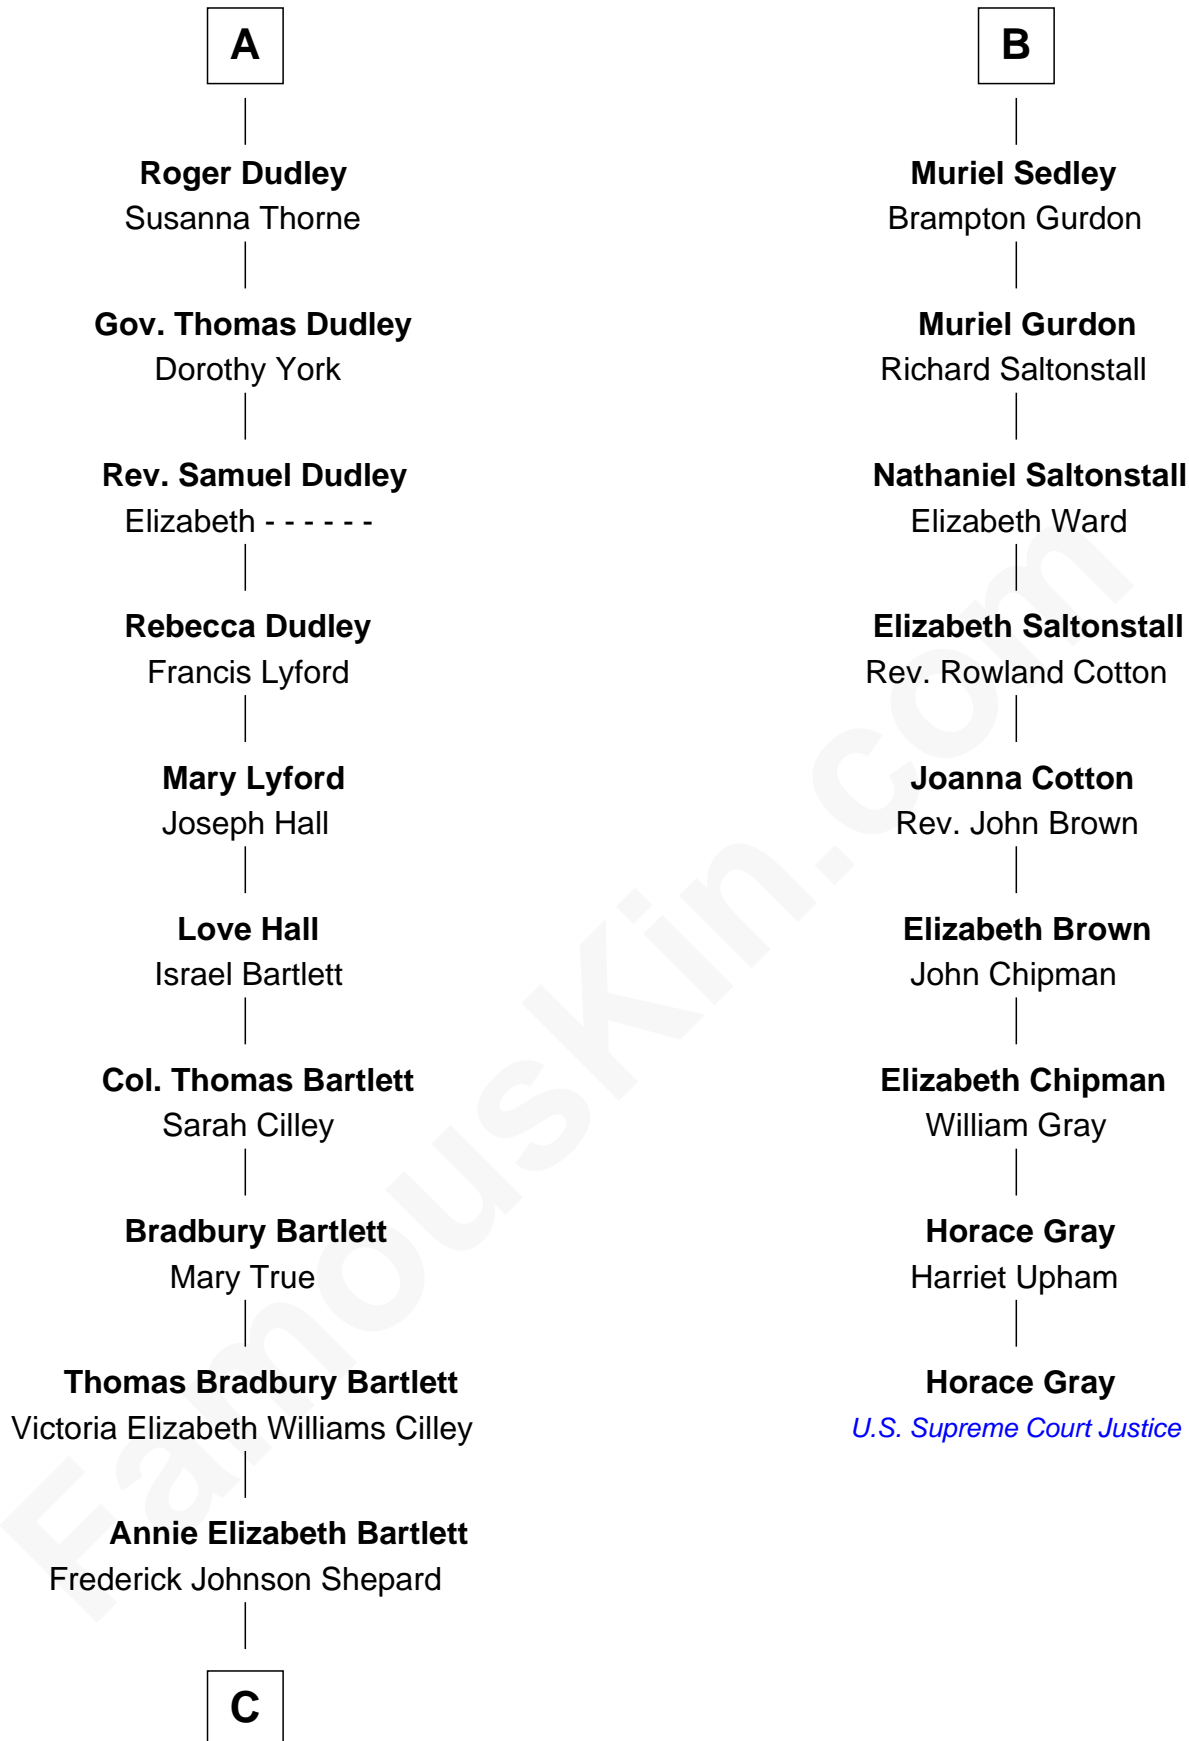 A
Roger Dudley
Susanna Thorne
Gov. Thomas Dudley
Dorothy York
Rev. Samuel Dudley
Elizabeth - - - - - -
Rebecca Dudley
Francis Lyford
Mary Lyford
Joseph Hall
Love Hall
Israel Bartlett
Col. Thomas Bartlett
Sarah Cilley
Bradbury Bartlett
Mary True
Thomas Bradbury Bartlett
Victoria Elizabeth Williams Cilley
Annie Elizabeth Bartlett
Frederick Johnson Shepard
C
B
Muriel Sedley
Brampton Gurdon
Muriel Gurdon
Richard Saltonstall
Nathaniel Saltonstall
Elizabeth Ward
Elizabeth Saltonstall
Rev. Rowland Cotton
Joanna Cotton
Rev. John Brown
Elizabeth Brown
John Chipman
Elizabeth Chipman
William Gray
Horace Gray
Harriet Upham
Horace Gray
U.S. Supreme Court Justice
FamousKin.com